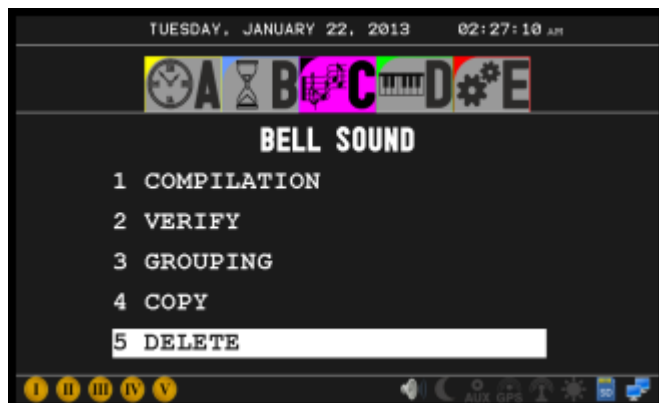 TUESDAY, JANUARY 22, 2013 02:27:10 AM
A B C D E
BELL SOUND
1 COMPILATION
2 VERIFY
3 GROUPING
4 COPY
5 DELETE
I II III IV V AUX GPS SD